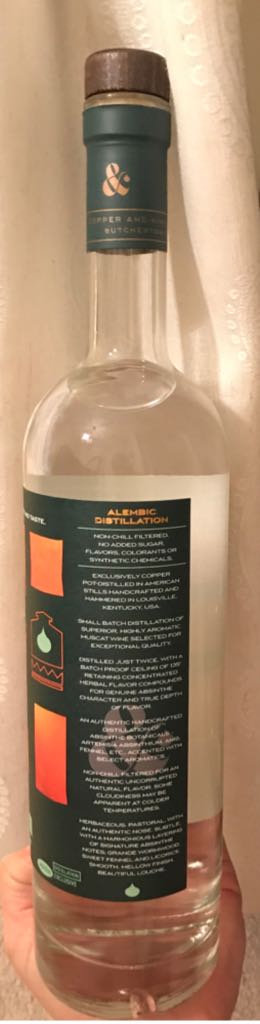 &
COPPER AND
BUTCHERTOWN
TASTE.
ALEMBIC
DISTILLATION
NON-CHILL FILTERED,
NO ADDED SUGAR,
FLAVORS, COLORANTS OR
SYNTHETIC CHEMICALS.
EXCLUSIVELY COPPER
POT-DISTILLED IN AMERICAN
STILLS HANDCRAFTED AND
HAMMERED IN LOUISVILLE,
KENTUCKY, USA.
SMALL BATCH DISTILLATION OF
SUPERIOR, HIGHLY AROMATIC
MUSCAT WINE SELECTED FOR
EXCEPTIONAL QUALITY.
DISTILLED JUST TWICE, WITH A
BATCH PROOF CEILING OF 135°
RETAINING CONCENTRATED
HERBAL FLAVOR COMPOUNDS
FOR GENUINE ABSINTHE
CHARACTER AND TRUE DEPTH
OF FLAVOR.
AN AUTHENTIC HANDCRAFTED
DISTILLATION OF
ABSINTHE BOTANICALS,
ARTEMISIA ABSINTHIUM, ANISE,
FENNEL, ETC., ACCENTED WITH
SELECT AROMATICS.
NON-CHILL FILTERED FOR AN
AUTHENTIC UNCORRUPTED
NATURAL FLAVOR. SOME
CLOUDINESS MAY BE
APPARENT AT COLDER
TEMPERATURES.
HERBACEOUS, PASTORAL, WITH
AN AUTHENTIC NOSE. SUBTLE,
WITH A HARMONIOUS LAYERING
OF SIGNATURE ABSINTHE
NOTES; GRANDE WORMWOOD,
SWEET FENNEL AND LICORICE.
SMOOTH, MELLOW FINISH.
BEAUTIFUL LOUCHE.
DISTILLATION
EXCLUSIVE